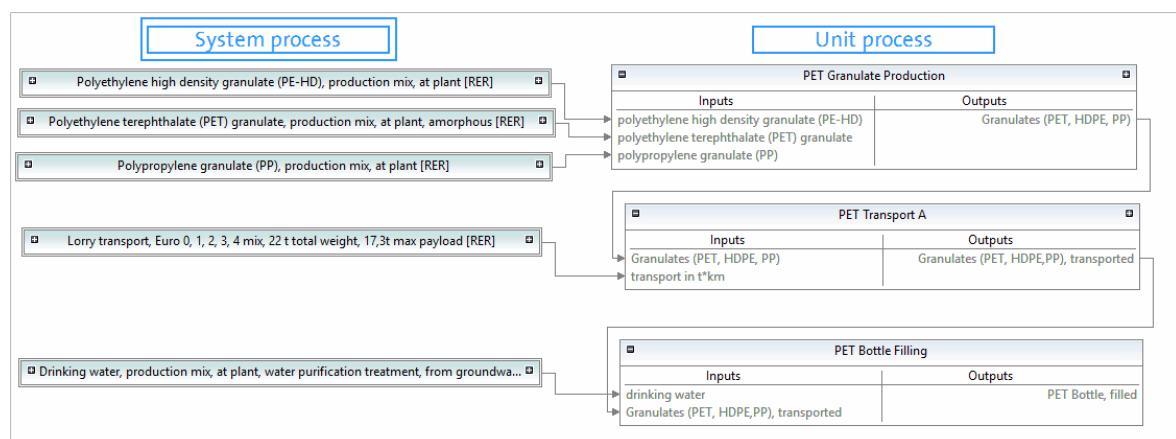 System process
Unit process
Polyethylene high density granulate (PE-HD), production mix, at plant [RER]
Polyethylene terephthalate (PET) granulate, production mix, at plant, amorphous [RER]
Polypropylene granulate (PP), production mix, at plant [RER]
PET Granulate Production
Inputs
Outputs
polyethylene high density granulate (PE-HD)
Granulates (PET, HDPE, PP)
polyethylene terephthalate (PET) granulate
polypropylene granulate (PP)
Lorry transport, Euro 0, 1, 2, 3, 4 mix, 22 t total weight, 17,3t max payload [RER]
PET Transport A
Inputs
Outputs
Granulates (PET, HDPE, PP)
Granulates (PET, HDPE,PP), transported
transport in t*km
Drinking water, production mix, at plant, water purification treatment, from groundwa...
PET Bottle Filling
Inputs
Outputs
drinking water
PET Bottle, filled
Granulates (PET, HDPE,PP), transported